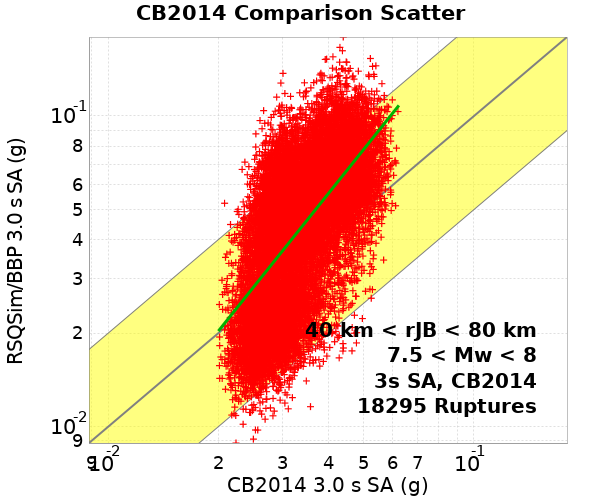 CB2014 Comparison Scatter
RSQSim/BBP 3.0 s SA (g)
10-1
8
6
5
4
3
2
10-2
9
40 km < rJB < 80 km
7.5 < Mw < 8
3s SA, CB2014
18295 Ruptures
9 10-2 2 3 4 5 6 7 10-1
CB2014 3.0 s SA (g)